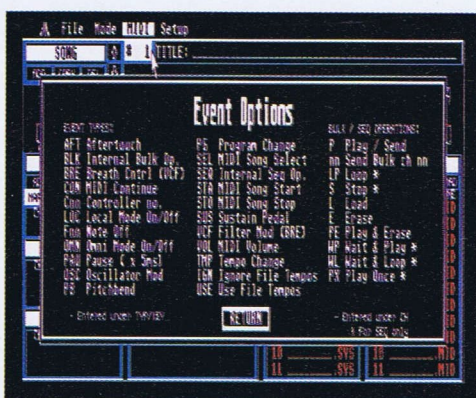 File Mode MIDI Setup
SONG # 1 TITLE:
Event Options
EVENT TYPES:
AFT Aftertouch
BLK Internal Bulk Op.
BRE Breath Cntrl (VCF)
CON MIDI Continue
Cnn Controller no.
LOC Local Mode On/Off
Fnn Note Off
OMN Omni Mode On/Off
PAU Pause ( x 5ms)
OSC Oscillator Mod
PB Pitchbend
PG Program Change
SEL MIDI Song Select
SEQ Internal Seq Op.
STA MIDI Song Start
STO MIDI Song Stop
SUS Sustain Pedal
VCF Filter Mod (BRE)
VOL MIDI Volume
TMP Tempo Change
IGN Ignore File Tempos
USE Use File Tempos
BULK / SEQ OPERATIONS:
P Play / Send
nn Send Bulk ch nn
LP Loop *
S Stop *
L Load
E Erase
PE Play & Erase
WP Wait & Play *
WL Wait & Loop *
PX Play Once *
- Entered under
RETURN
- Entered under CH
* For SEQ only
10 .SYS 10 .MID
11 .SYS 11 .MID